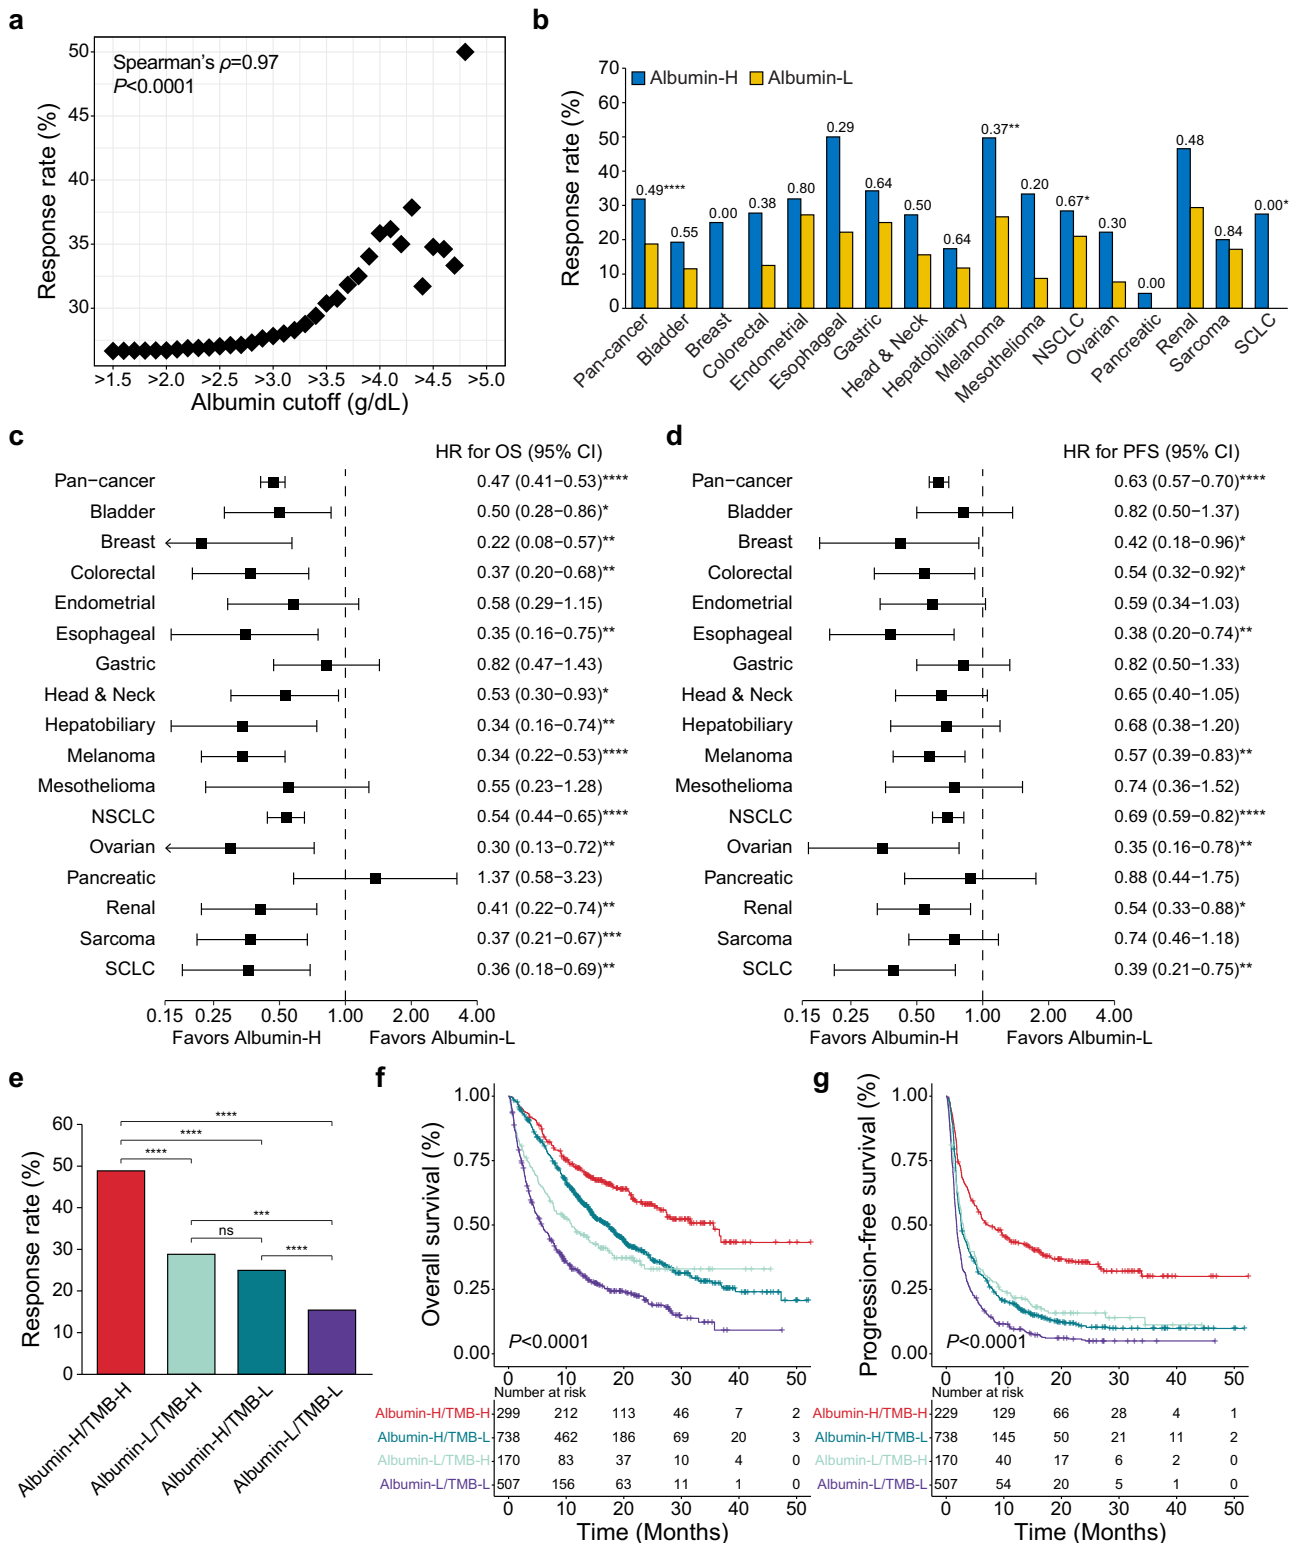 a
Spearman's ρ=0.97
P<0.0001
Response rate (%)
50
45
40
35
30
>1.5 >2.0 >2.5 >3.0 >3.5 >4.0 >4.5 >5.0
Albumin cutoff (g/dL)
b
Albumin-H Albumin-L
Response rate (%)
70
60
50
40
30
20
10
0
0.49**** 0.55 0.00 0.38 0.80 0.29 0.64 0.50 0.64 0.37** 0.20 0.67* 0.30 0.00 0.48 0.84 0.00*
Pan-cancer Bladder Breast Colorectal Endometrial Esophageal Gastric Head & Neck Hepatobiliary Melanoma Mesothelioma NSCLC Ovarian Pancreatic Renal Sarcoma SCLC
c
HR for OS (95% CI)
Pan−cancer 0.47 (0.41−0.53)****
Bladder 0.50 (0.28−0.86)*
Breast 0.22 (0.08−0.57)**
Colorectal 0.37 (0.20−0.68)**
Endometrial 0.58 (0.29−1.15)
Esophageal 0.35 (0.16−0.75)**
Gastric 0.82 (0.47−1.43)
Head & Neck 0.53 (0.30−0.93)*
Hepatobiliary 0.34 (0.16−0.74)**
Melanoma 0.34 (0.22−0.53)****
Mesothelioma 0.55 (0.23−1.28)
NSCLC 0.54 (0.44−0.65)****
Ovarian 0.30 (0.13−0.72)**
Pancreatic 1.37 (0.58−3.23)
Renal 0.41 (0.22−0.74)**
Sarcoma 0.37 (0.21−0.67)***
SCLC 0.36 (0.18−0.69)**
0.15 0.25 0.50 1.00 2.00 4.00
Favors Albumin-H Favors Albumin-L
d
HR for PFS (95% CI)
Pan−cancer 0.63 (0.57−0.70)****
Bladder 0.82 (0.50−1.37)
Breast 0.42 (0.18−0.96)*
Colorectal 0.54 (0.32−0.92)*
Endometrial 0.59 (0.34−1.03)
Esophageal 0.38 (0.20−0.74)**
Gastric 0.82 (0.50−1.33)
Head & Neck 0.65 (0.40−1.05)
Hepatobiliary 0.68 (0.38−1.20)
Melanoma 0.57 (0.39−0.83)**
Mesothelioma 0.74 (0.36−1.52)
NSCLC 0.69 (0.59−0.82)****
Ovarian 0.35 (0.16−0.78)**
Pancreatic 0.88 (0.44−1.75)
Renal 0.54 (0.33−0.88)*
Sarcoma 0.74 (0.46−1.18)
SCLC 0.39 (0.21−0.75)**
0.15 0.25 0.50 1.00 2.00 4.00
Favors Albumin-H Favors Albumin-L
e
Response rate (%)
60
50
40
30
20
10
0
****
****
****
***
ns
****
Albumin-H/TMB-H Albumin-L/TMB-H Albumin-H/TMB-L Albumin-L/TMB-L
f
Overall survival (%)
1.00
0.75
0.50
0.25
0.00
P<0.0001
0 10 20 30 40 50
Number at risk
Albumin-H/TMB-H 299 212 113 46 7 2
Albumin-H/TMB-L 738 462 186 69 20 3
Albumin-L/TMB-H 170 83 37 10 4 0
Albumin-L/TMB-L 507 156 63 11 1 0
0 10 20 30 40 50
Time (Months)
g
Progression-free survival (%)
1.00
0.75
0.50
0.25
0.00
P<0.0001
0 10 20 30 40 50
Number at risk
Albumin-H/TMB-H 229 129 66 28 4 1
Albumin-H/TMB-L 738 145 50 21 11 2
Albumin-L/TMB-H 170 40 17 6 2 0
Albumin-L/TMB-L 507 54 20 5 1 0
0 10 20 30 40 50
Time (Months)